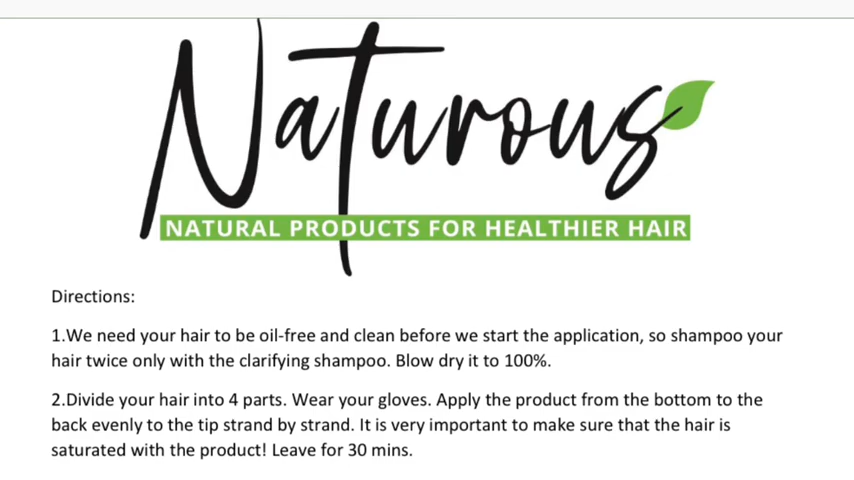 Naturous
NATURAL PRODUCTS FOR HEALTHIER HAIR
Directions:
1.We need your hair to be oil-free and clean before we start the application, so shampoo your
hair twice only with the clarifying shampoo. Blow dry it to 100%.
2.Divide your hair into 4 parts. Wear your gloves. Apply the product from the bottom to the
back evenly to the tip strand by strand. It is very important to make sure that the hair is
saturated with the product! Leave for 30 mins.